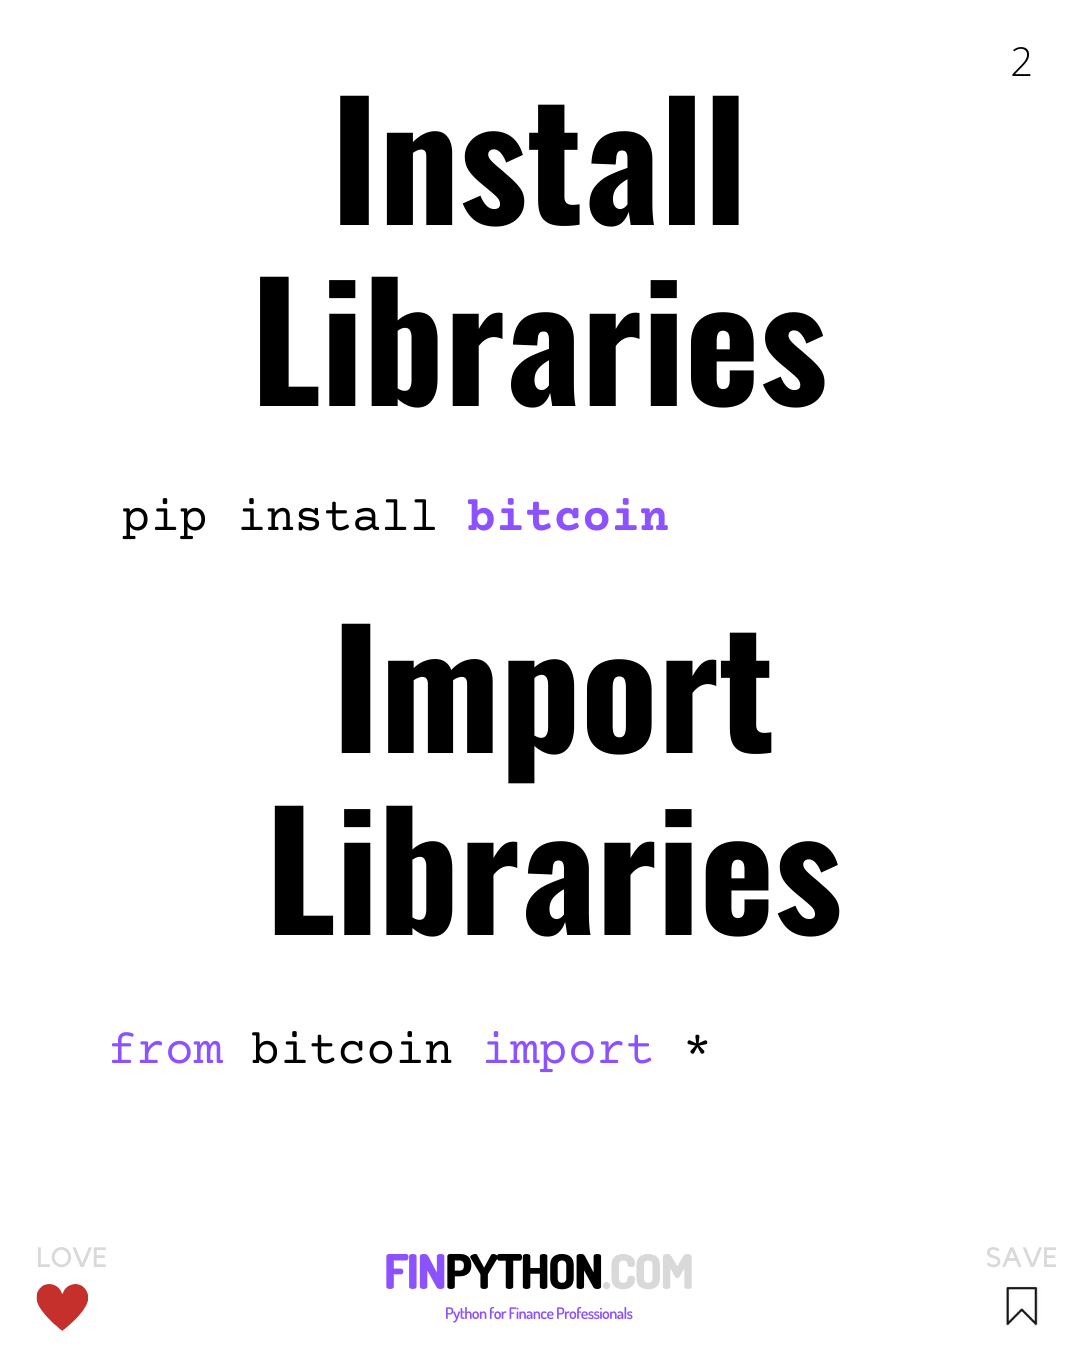 2
Install
Libraries
pip install bitcoin
Import
Libraries
from bitcoin import *
LOVE
FINPYTHON.COM
SAVE
Python for Finance Professionals